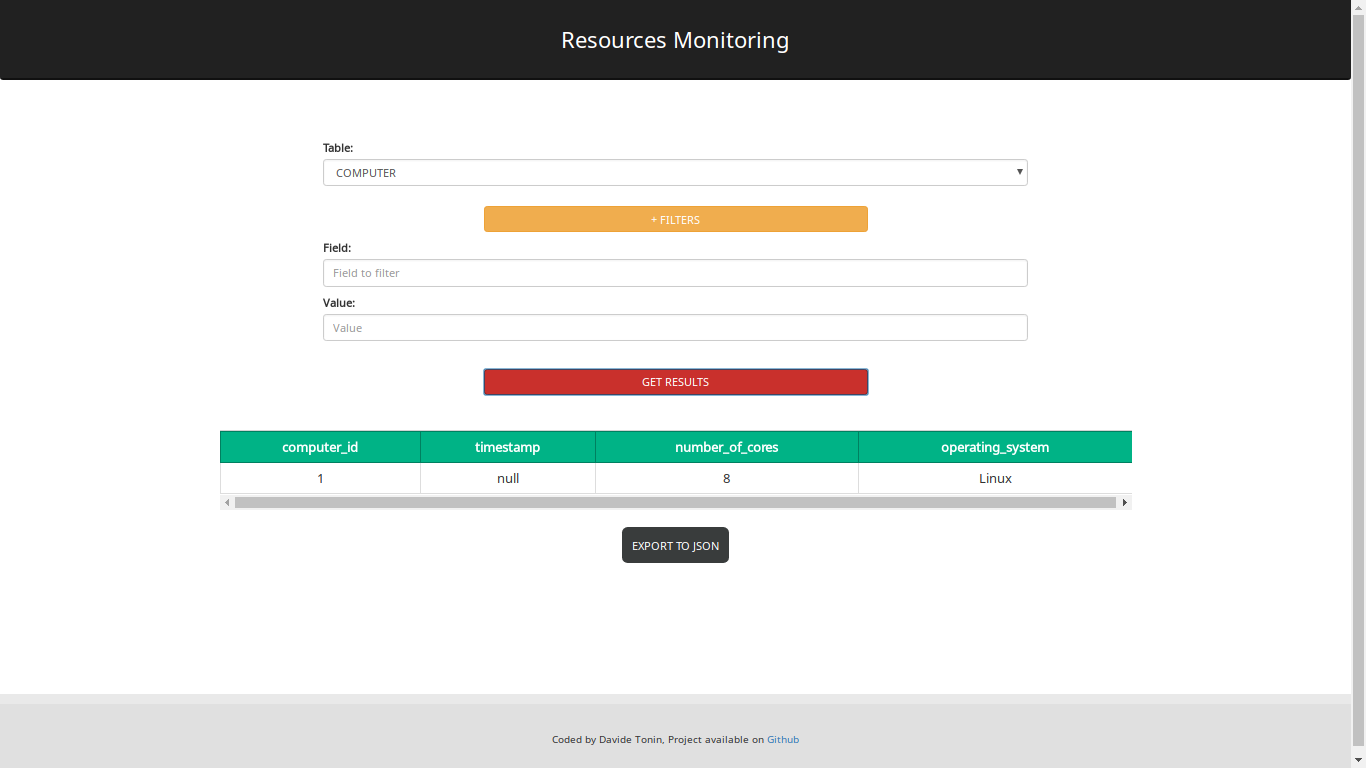 Resources Monitoring
Table:
COMPUTER
+ FILTERS
Field:
Field to filter
Value:
Value
GET RESULTS
computer_id timestamp number_of_cores operating_system
1 null 8 Linux
EXPORT TO JSON
Coded by Davide Tonin, Project available on Github